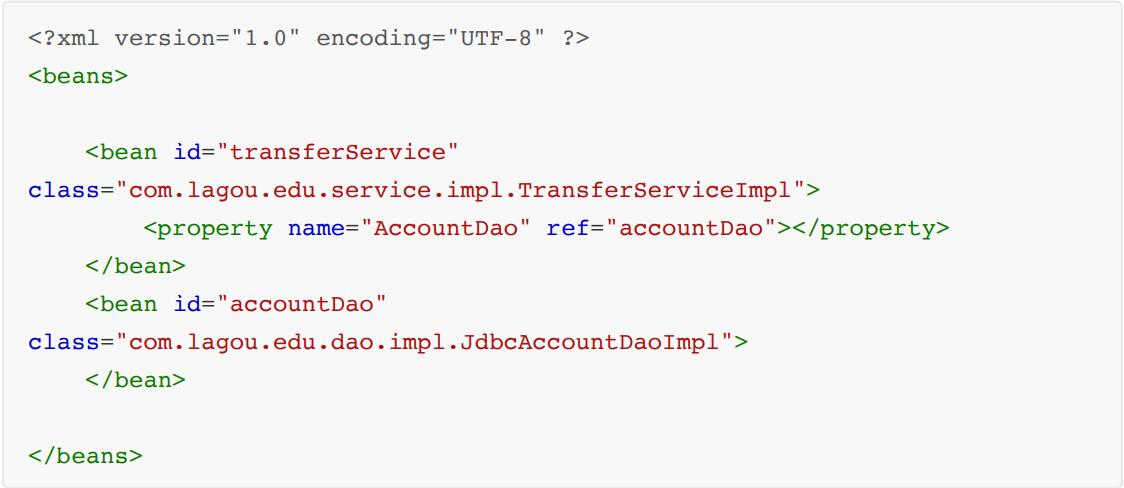 <?xml version="1.0" encoding="UTF-8" ?>
<beans>
<bean id="transferService"
class="com.lagou.edu.service.impl.TransferServiceImpl">
<property name="AccountDao" ref="accountDao"></property>
</bean>
<bean id="accountDao"
class="com.lagou.edu.dao.impl.JdbcAccountDaoImpl">
</bean>
</beans>